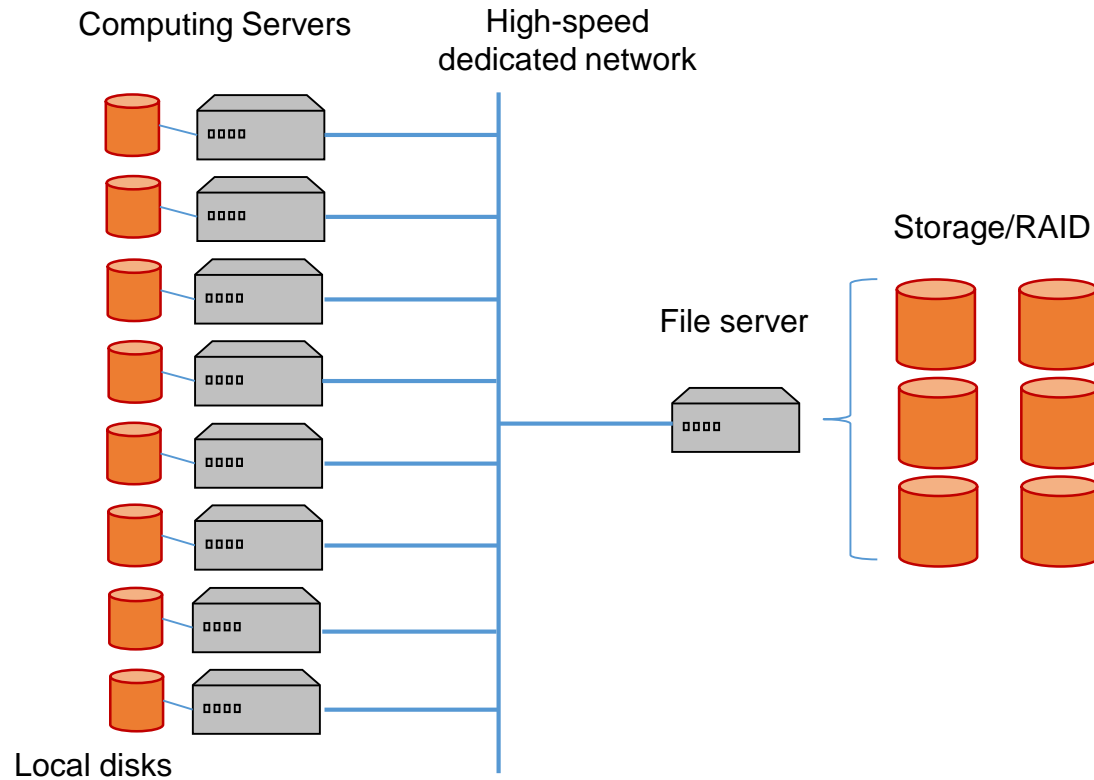 Computing Servers
High-speed
dedicated network
Storage/RAID
File server
Local disks